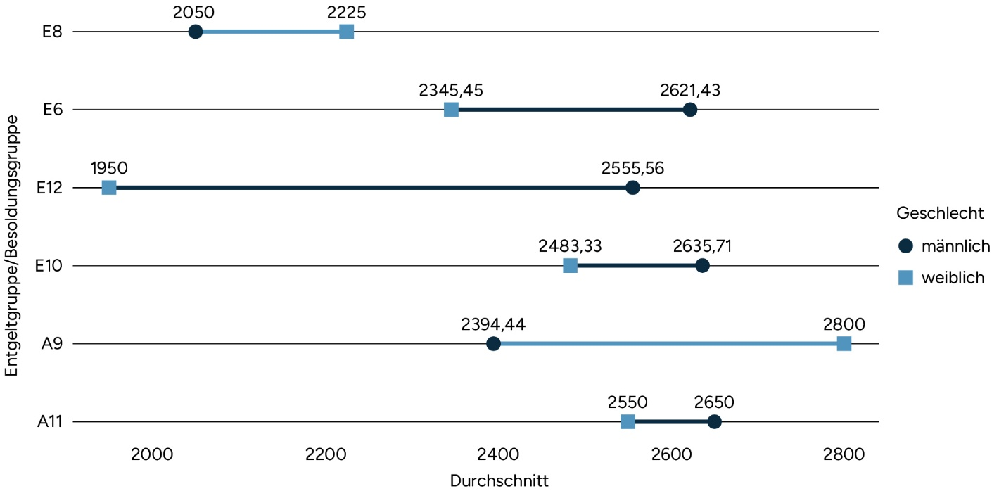 2050 2225
E8
2345,45 2621,43
E6
1950 2555,56
E12
2483,33 2635,71
E10
2394,44 2800
A9
2550 2650
A11
2000 2200 2400 2600 2800
Durchschnitt
Entgeltgruppe/Besoldungsgruppe
Geschlecht
männlich
weiblich